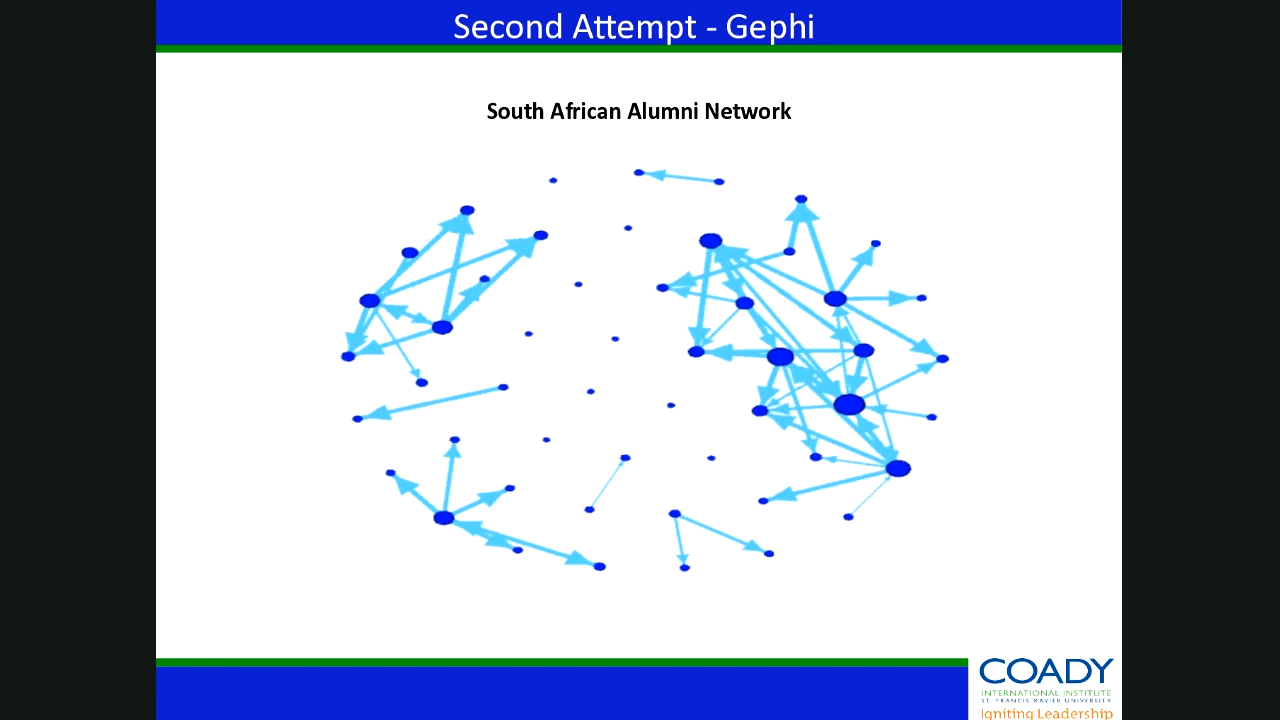 Second Attempt - Gephi
South African Alumni Network
COADY
INTERNATIONAL INSTITUTE
ST. FRANCIS XAVIER UNIVERSITY
Igniting Leadership